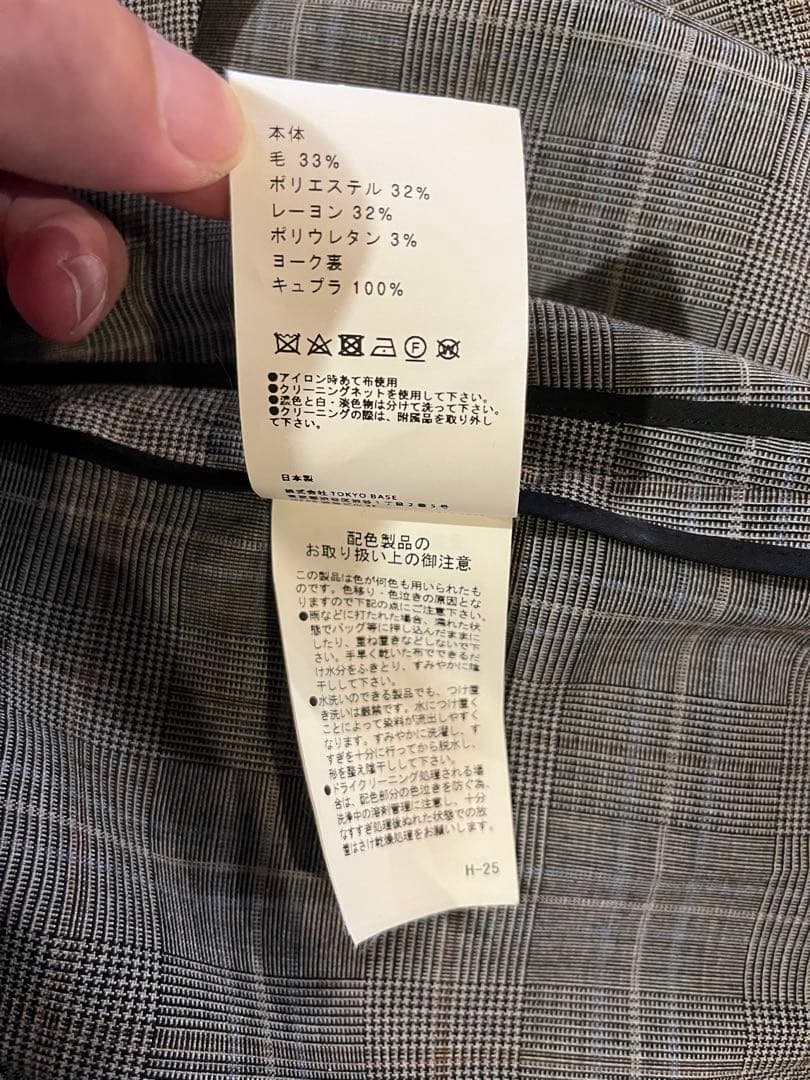 本体
毛 33%
ポリエステル 32%
レーヨン 32%
ポリウレタン 3%
ヨーク裏
キュプラ 100%
F
W
●アイロン時あて布使用
●クリーニングネットを使用して下さい。
●濃色と白・淡色物は分けて洗って下さい。
●クリーニングの際は、附属品を取り外し
て下さい。
日本製
株式会社 TOKYO BASE
東京都渋谷区渋谷1丁目2番5号
配色製品の
お取り扱い上の御注意
この製品は色が何色も用いられたも
のです。色移り・色泣きの原因とな
りますので下記の点にご注意下さい。
●雨などに打たれた場合、濡れた状
態でバッグ等に押し込んだままに
したり、重ね置きなどしないで下
さい。手早く乾いた布でできるだ
け水分をふきとり、すみやかに陰
干しして下さい。
●水洗いのできる製品でも、つけ置
き洗いは厳禁です。水につけ置く
ことによって染料が流出しやすく
なります。すみやかに洗濯し、す
すぎを十分に行ってから脱水し、
形を整え陰干しして下さい。
●ドライクリーニング処理される場
合は、配色部分の色泣きを防ぐ為、
洗浄中の溶剤管理に注意し、十分
なすすぎ処理後ぬれた状態での放
置はさけ乾燥処理をお願いします。
H-25